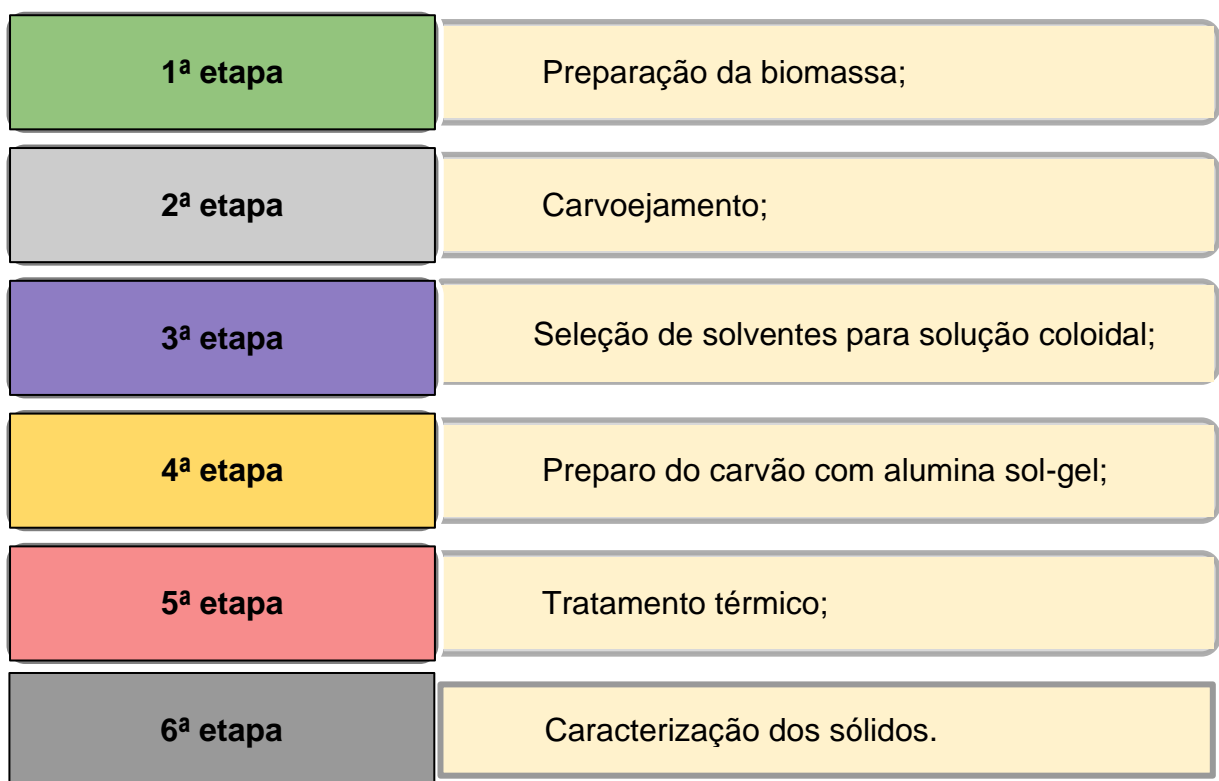 1ª etapa
Preparação da biomassa;
2ª etapa
Carvoejamento;
3ª etapa
Seleção de solventes para solução coloidal;
4ª etapa
Preparo do carvão com alumina sol-gel;
5ª etapa
Tratamento térmico;
6ª etapa
Caracterização dos sólidos.